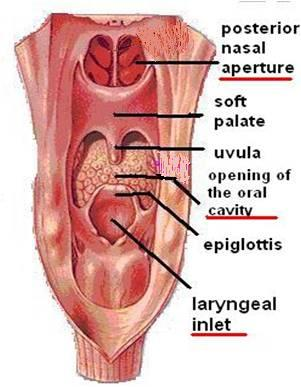 posterior
nasal
aperture
soft
palate
uvula
opening of
the oral
cavity
epiglottis
laryngeal
inlet